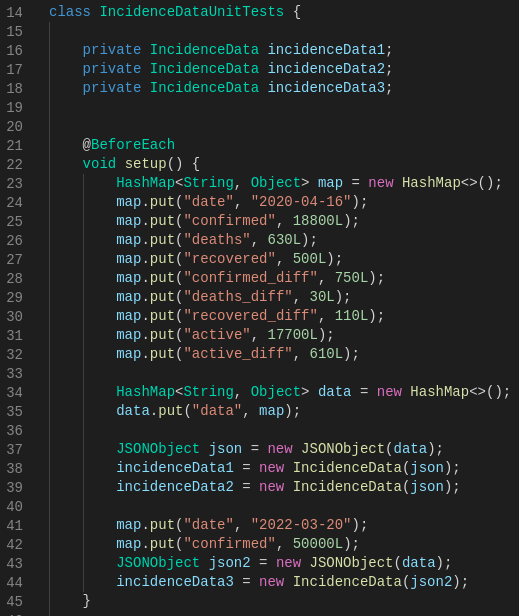 14 class IncidenceDataUnitTests {
15
16     private IncidenceData incidenceData1;
17     private IncidenceData incidenceData2;
18     private IncidenceData incidenceData3;
19
20
21     @BeforeEach
22     void setup() {
23         HashMap<String, Object> map = new HashMap<>();
24         map.put("date", "2020-04-16");
25         map.put("confirmed", 18800L);
26         map.put("deaths", 630L);
27         map.put("recovered", 500L);
28         map.put("confirmed_diff", 750L);
29         map.put("deaths_diff", 30L);
30         map.put("recovered_diff", 110L);
31         map.put("active", 17700L);
32         map.put("active_diff", 610L);
33
34         HashMap<String, Object> data = new HashMap<>();
35         data.put("data", map);
36
37         JSONObject json = new JSONObject(data);
38         incidenceData1 = new IncidenceData(json);
39         incidenceData2 = new IncidenceData(json);
40
41         map.put("date", "2022-03-20");
42         map.put("confirmed", 50000L);
43         JSONObject json2 = new JSONObject(data);
44         incidenceData3 = new IncidenceData(json2);
45     }